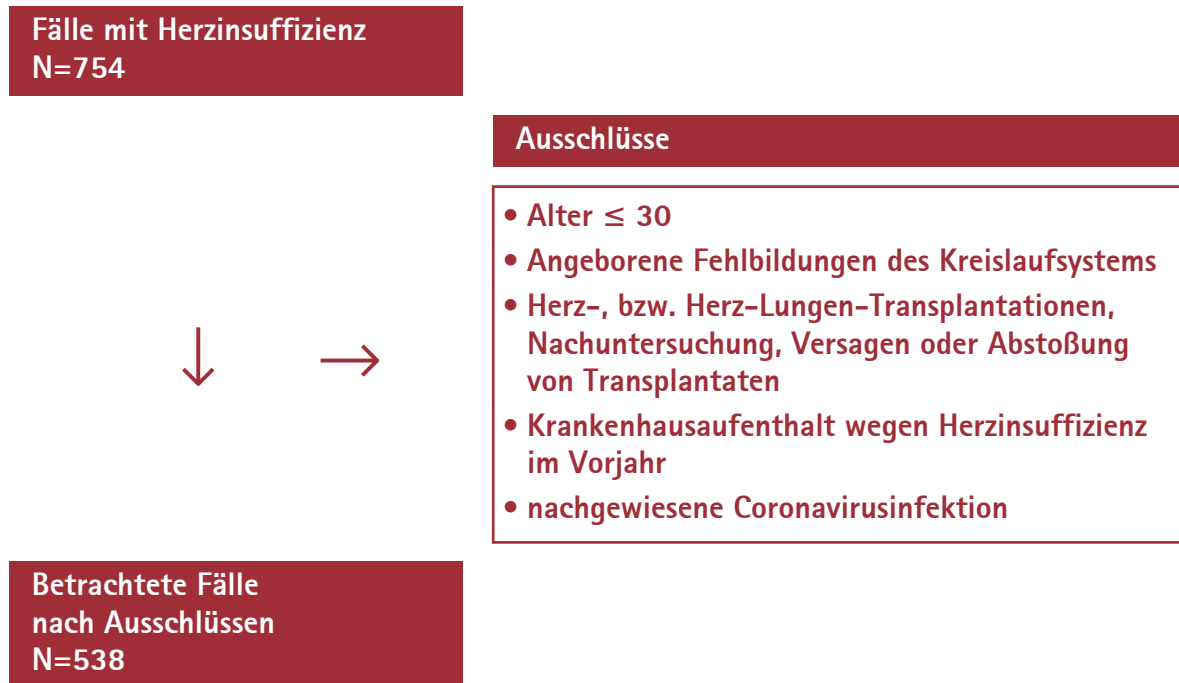 Fälle mit Herzinsuffizienz
N=754
Ausschlüsse
• Alter ≤ 30
• Angeborene Fehlbildungen des Kreislaufsystems
• Herz-, bzw. Herz-Lungen-Transplantationen,
Nachuntersuchung, Versagen oder Abstoßung
von Transplantaten
• Krankenhausaufenthalt wegen Herzinsuffizienz
im Vorjahr
• nachgewiesene Coronavirusinfektion
Betrachtete Fälle
nach Ausschlüssen
N=538